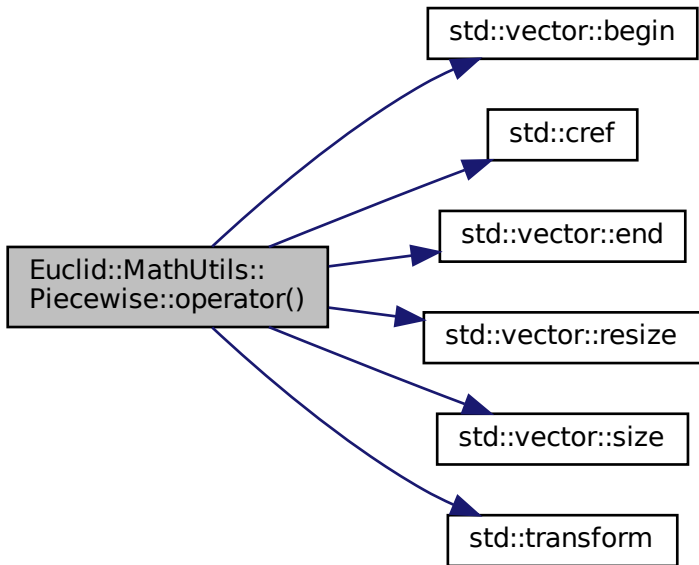 std::vector::begin
std::cref
std::vector::end
Euclid::MathUtils::
Piecewise::operator()
std::vector::resize
std::vector::size
std::transform